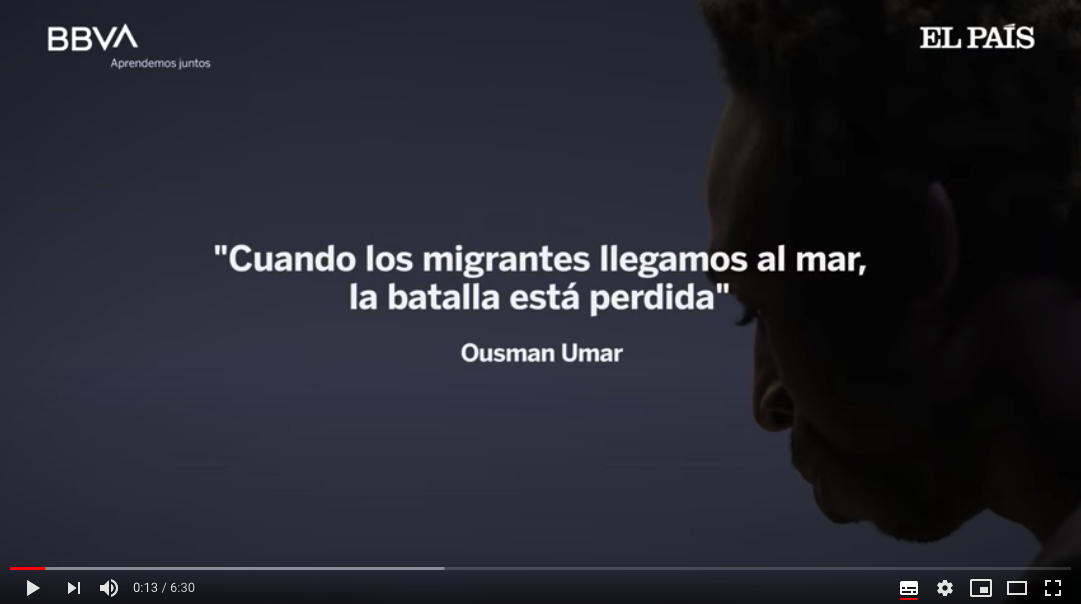 BBVA
Aprendemos juntos
EL PAÍS
"Cuando los migrantes llegamos al mar,
la batalla está perdida"
Ousman Umar
0:13 / 6:30